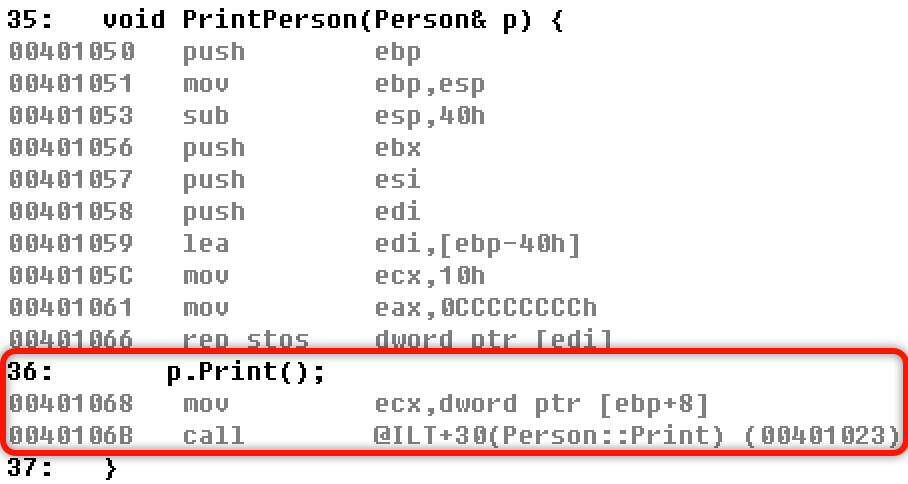 35:   void PrintPerson(Person& p) {
00401050   push        ebp
00401051   mov         ebp,esp
00401053   sub         esp,40h
00401056   push        ebx
00401057   push        esi
00401058   push        edi
00401059   lea         edi,[ebp-40h]
0040105C   mov         ecx,10h
00401061   mov         eax,0CCCCCCCCh
00401066   rep stos    dword ptr [edi]
36:       p.Print();
00401068   mov         ecx,dword ptr [ebp+8]
0040106B   call        @ILT+30(Person::Print) (00401023)
37:   }